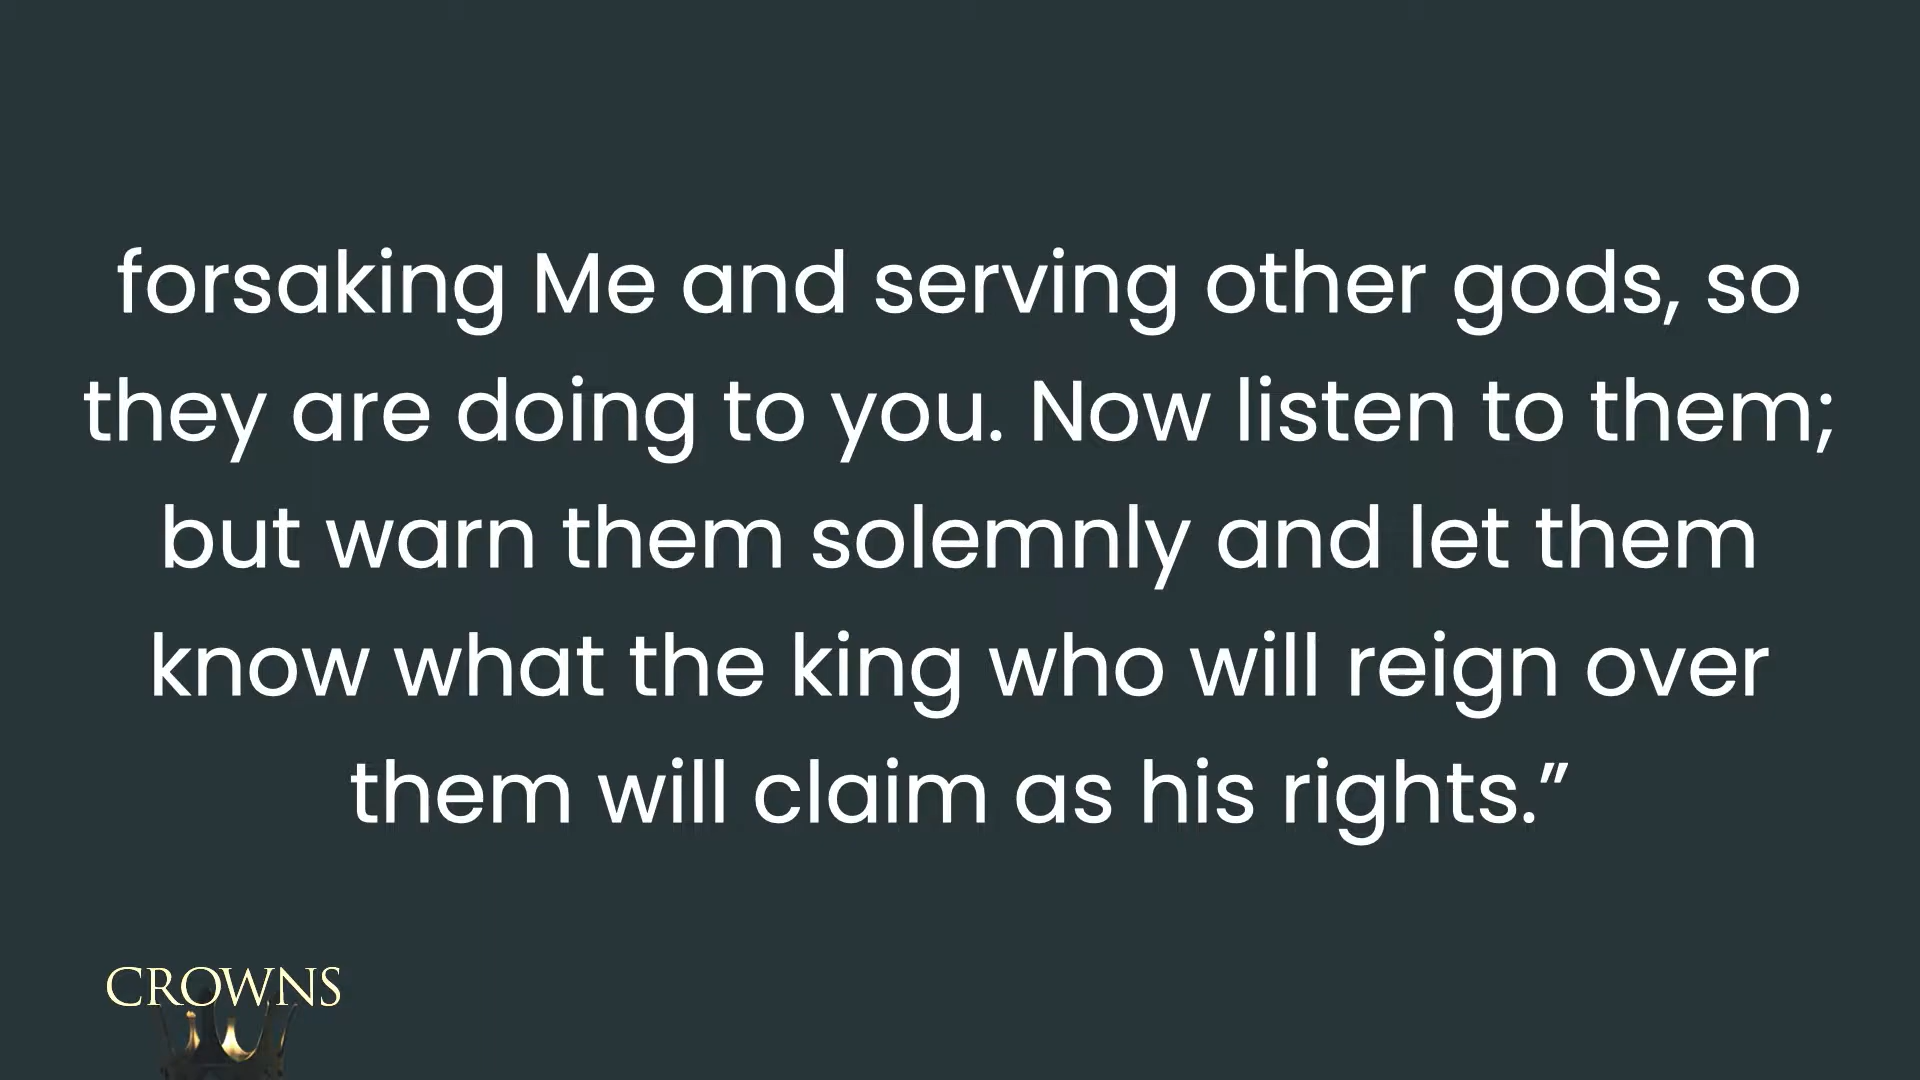 forsaking Me and serving other gods, so
they are doing to you. Now listen to them;
but warn them solemnly and let them
know what the king who will reign over
them will claim as his rights.”
CROWNS